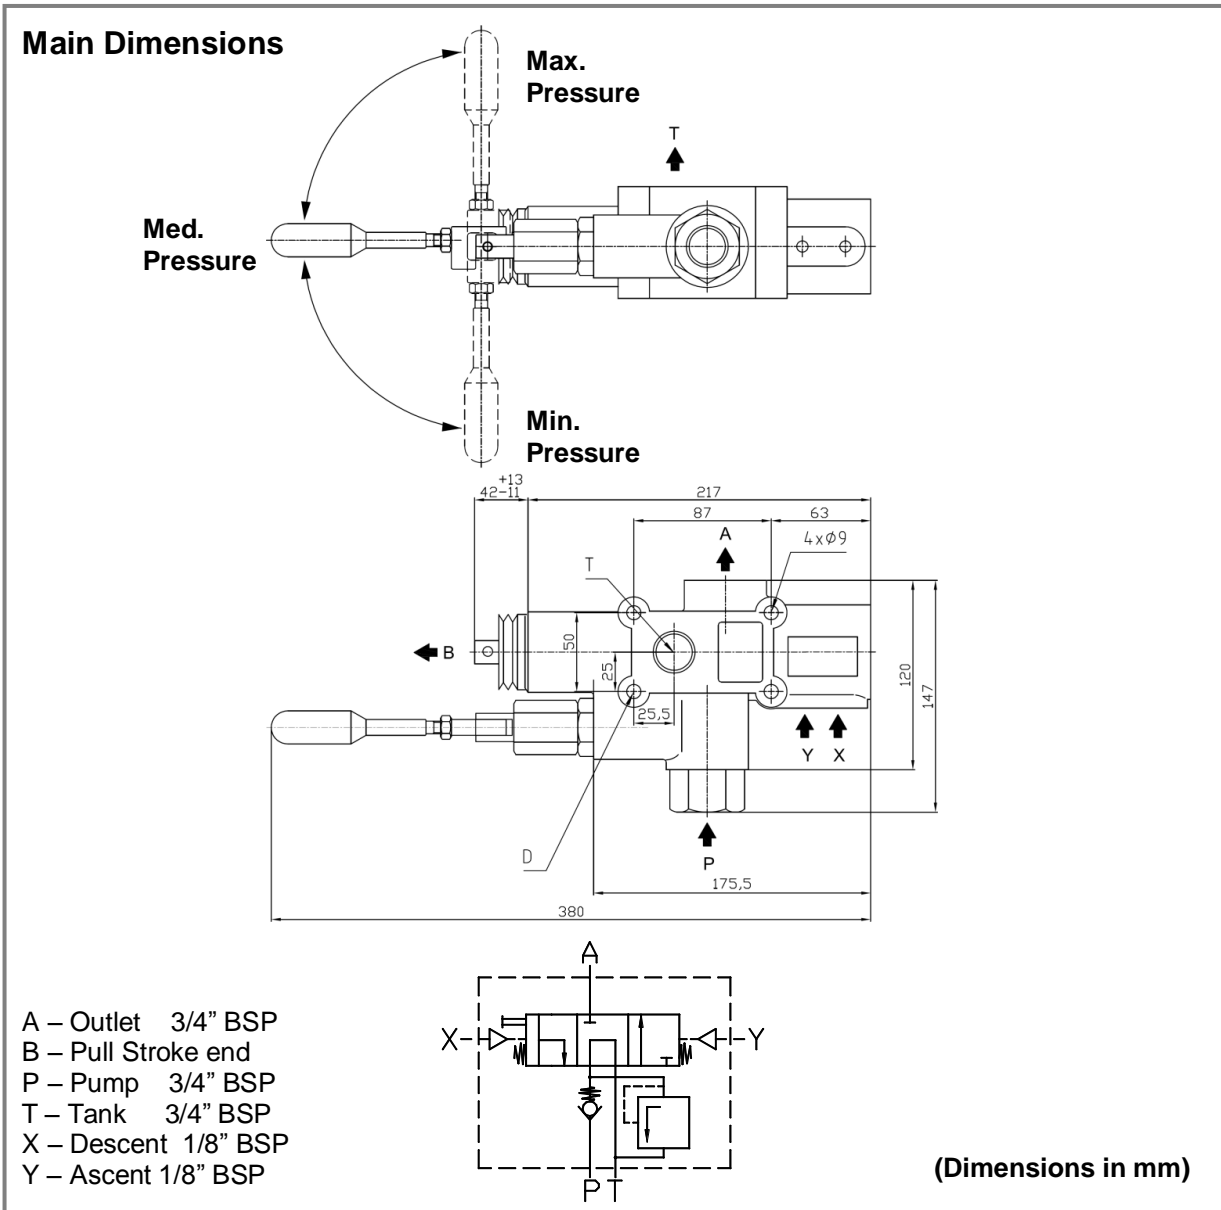 Main Dimensions
Max.
Pressure
T
Med.
Pressure
Min.
Pressure
+13
42-11
217
87
63
A
4xØ9
T
B
50
25
25,5
120
147
Y X
D
P
175,5
380
A
X
Y
P T
A – Outlet 3/4” BSP
B – Pull Stroke end
P – Pump 3/4” BSP
T – Tank 3/4” BSP
X – Descent 1/8” BSP
Y – Ascent 1/8” BSP
(Dimensions in mm)